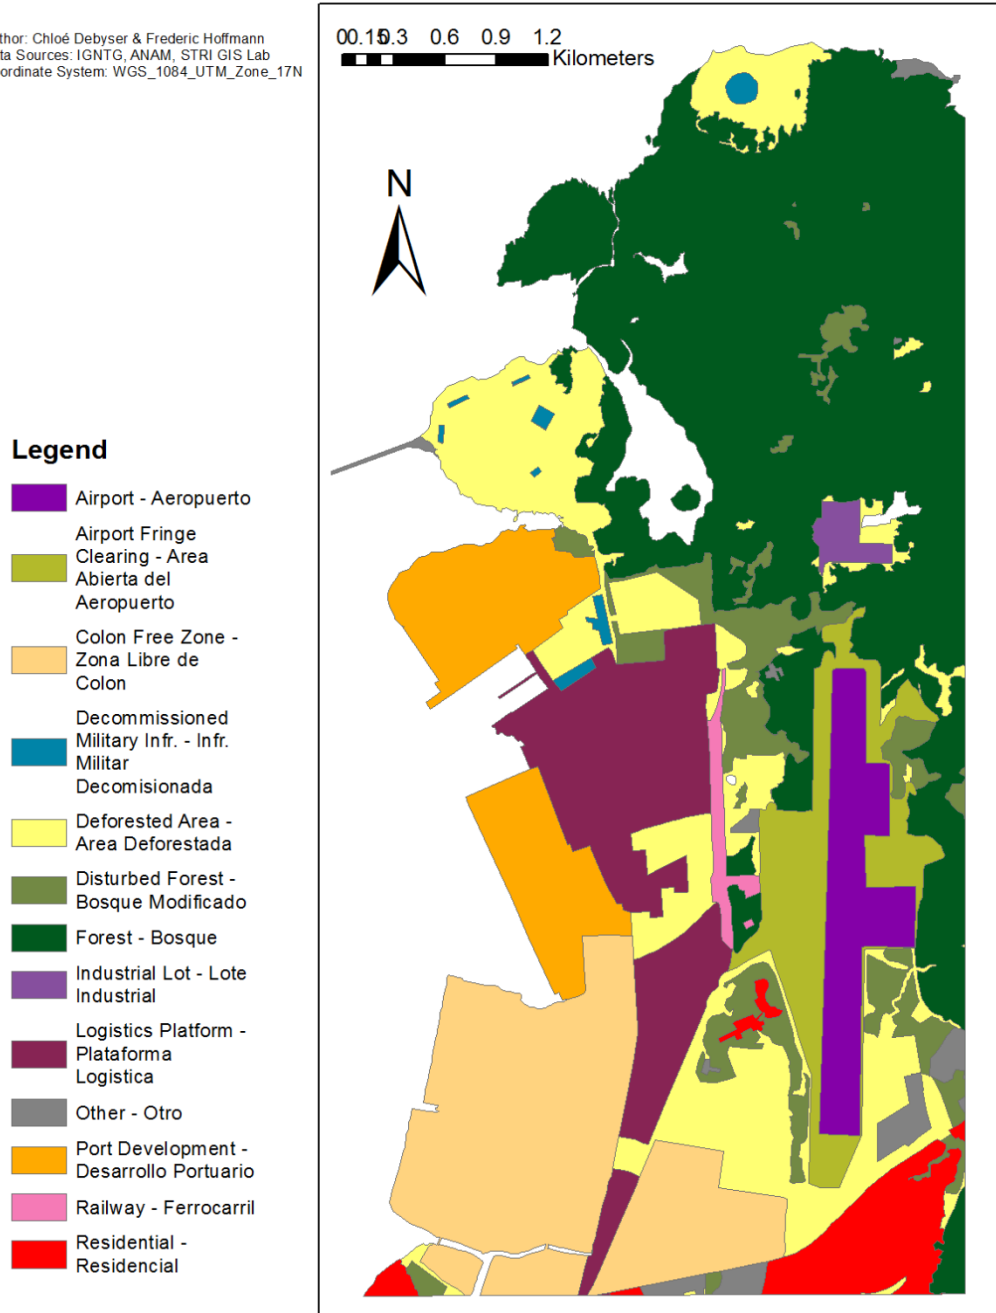 thor: Chloé Debyser & Frederic Hoffmann
ta Sources: IGNTG, ANAM, STRI GIS Lab
ordinate System: WGS_1084_UTM_Zone_17N
0 0.15 0.3 0.6 0.9 1.2
Kilometers
N
Legend
Airport - Aeropuerto
Airport Fringe
Clearing - Area
Abierta del
Aeropuerto
Colon Free Zone -
Zona Libre de
Colon
Decommissioned
Military Infr. - Infr.
Militar
Decomisionada
Deforested Area -
Area Deforestada
Disturbed Forest -
Bosque Modificado
Forest - Bosque
Industrial Lot - Lote
Industrial
Logistics Platform -
Plataforma
Logistica
Other - Otro
Port Development -
Desarrollo Portuario
Railway - Ferrocarril
Residential -
Residencial